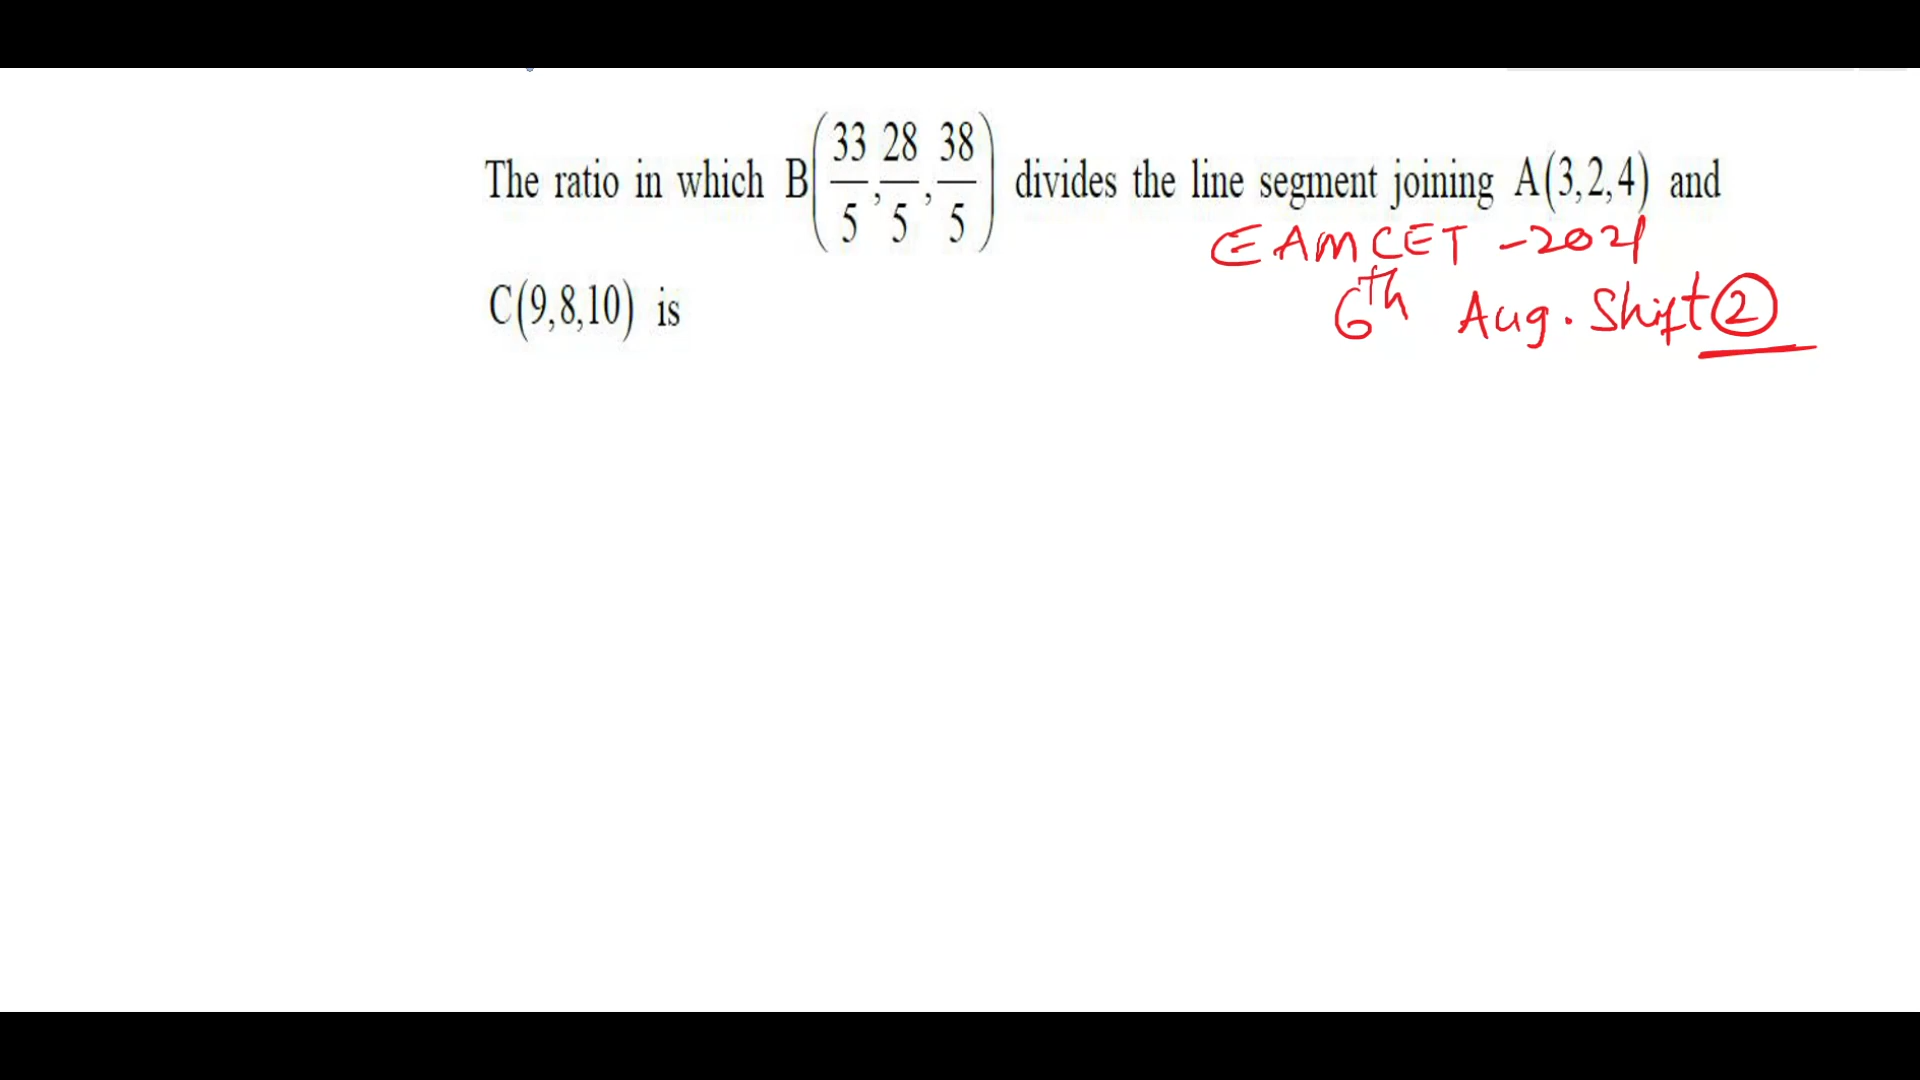 The ratio in which B(33/5, 28/5, 38/5) divides the line segment joining A(3,2,4) and
EAMCET -2021
C(9,8,10) is
6th Aug. Shift ②